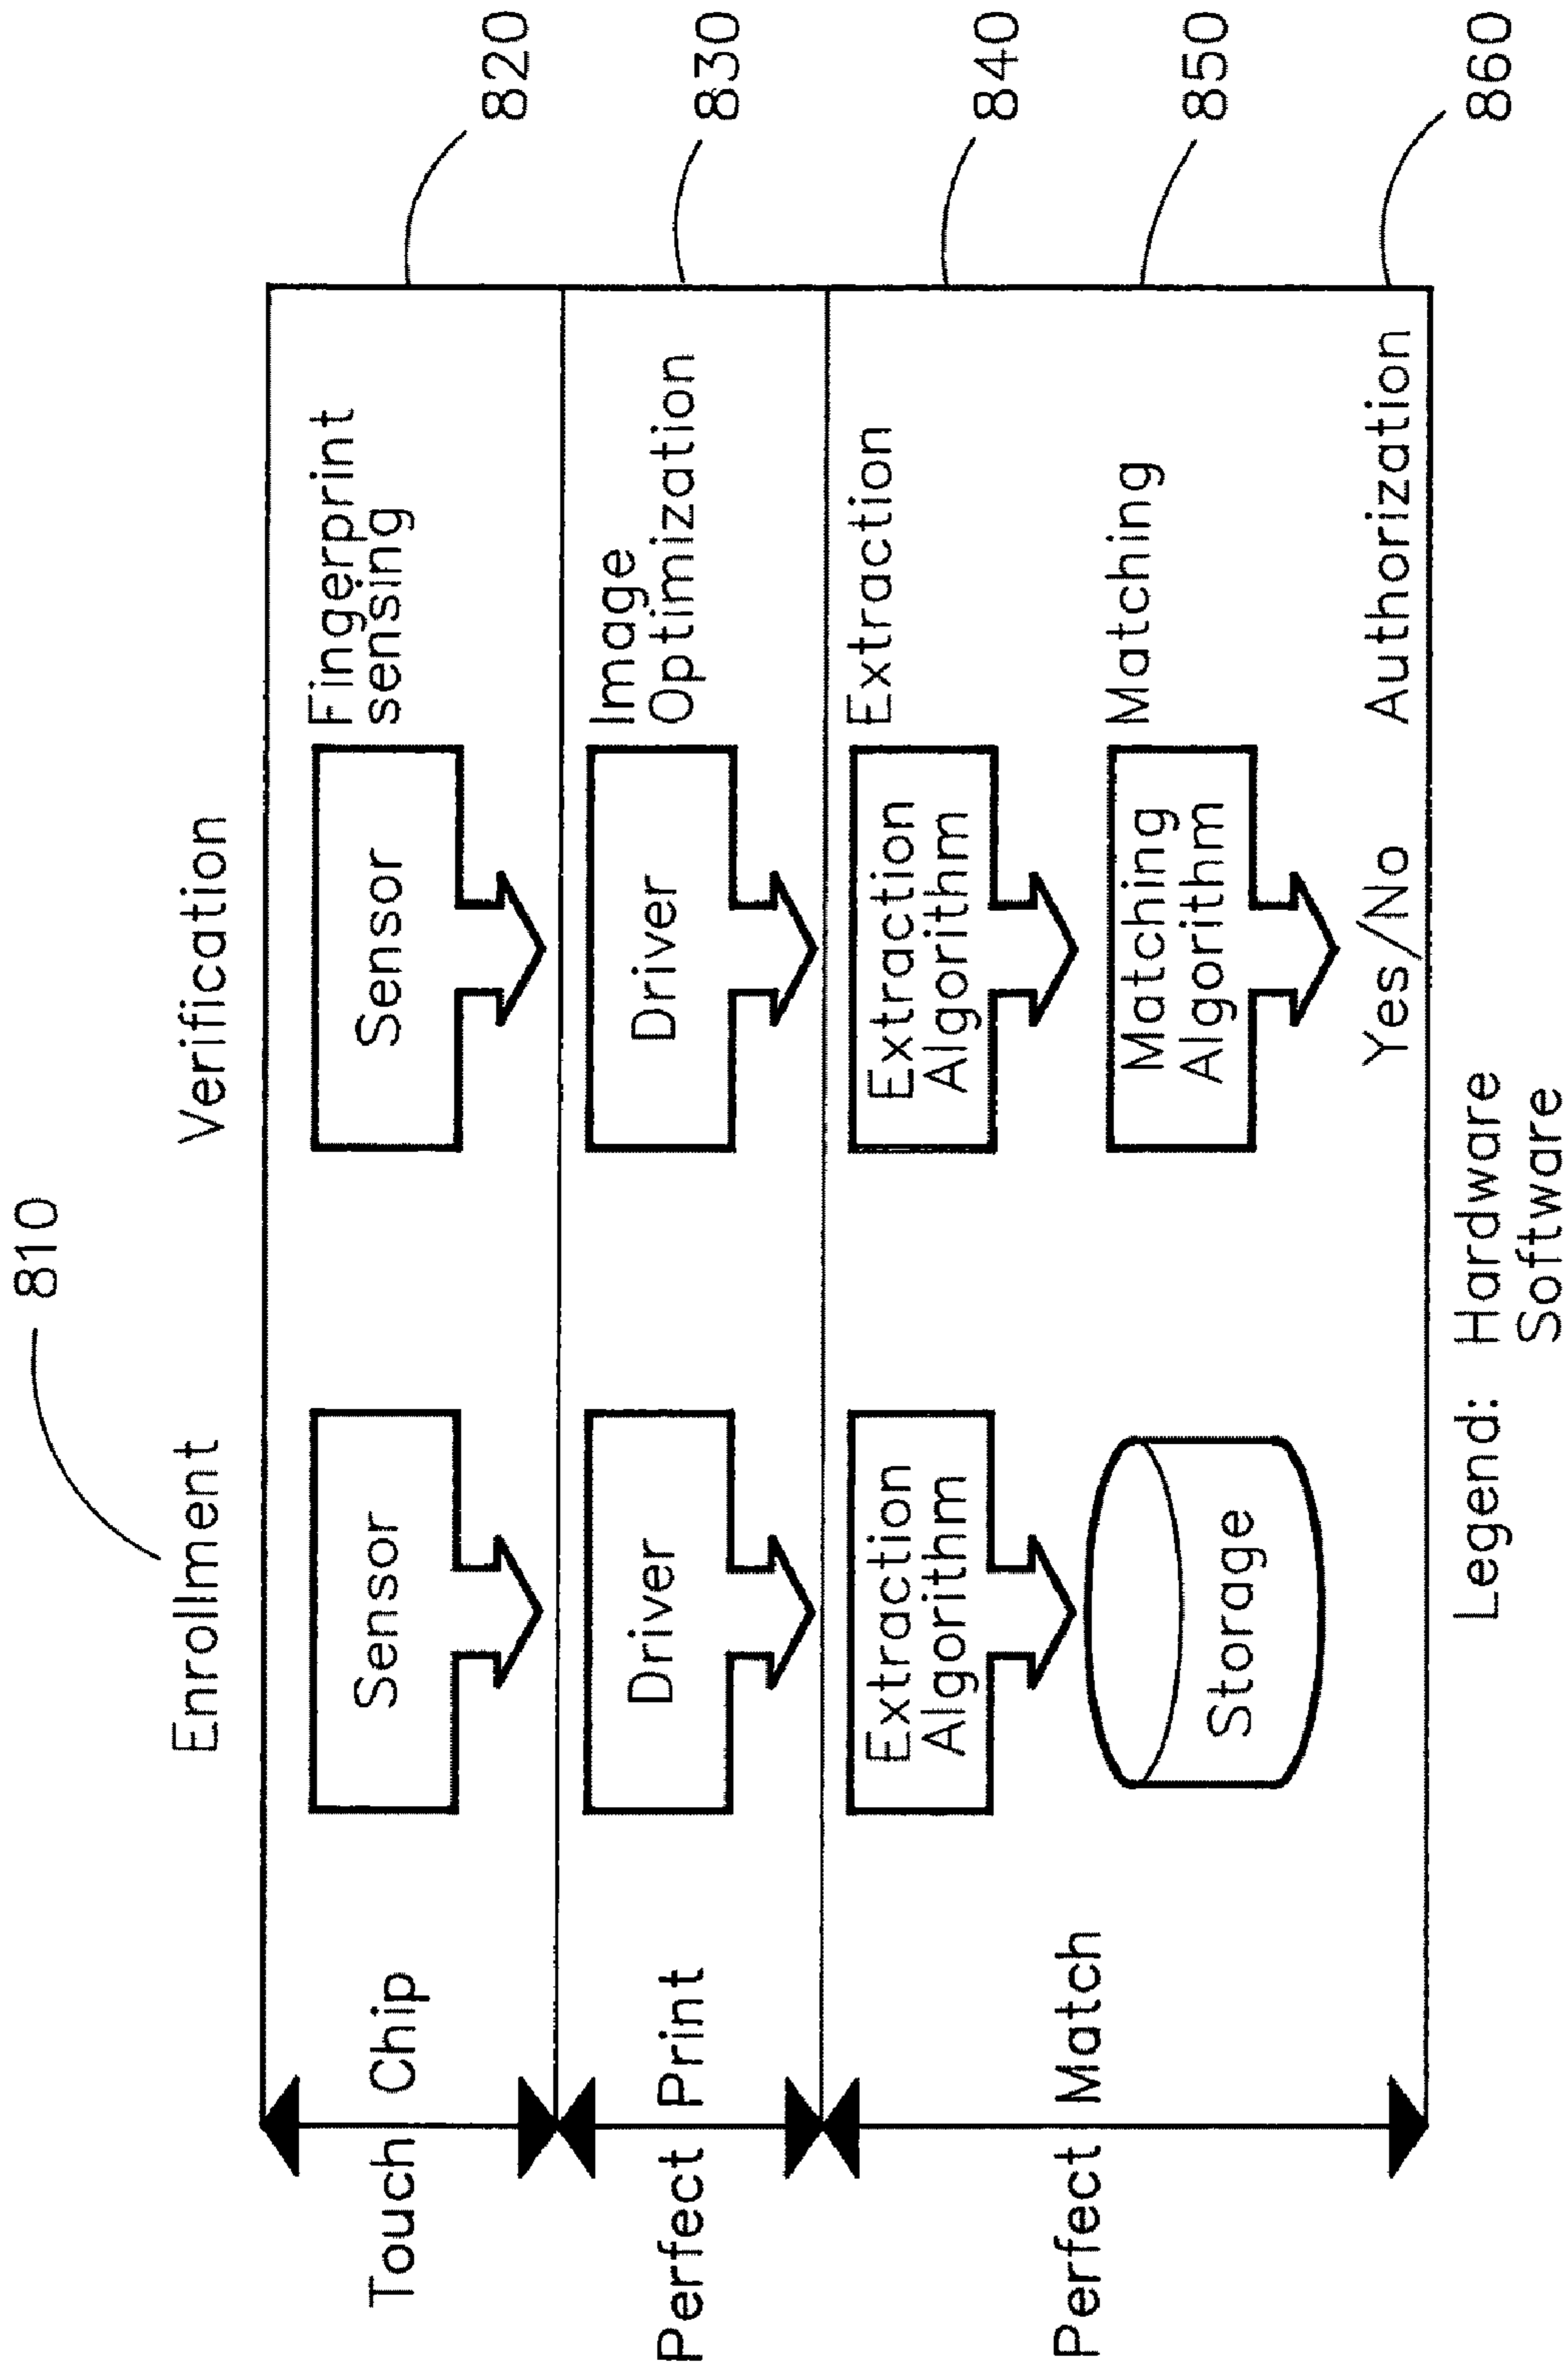 810
Enrollment
Verification
Touch Chip
Sensor
Sensor
Fingerprint
sensing
820
Perfect Print
Driver
Driver
Image
Optimization
830
Perfect Match
Extraction
Algorithm
Extraction
Algorithm
Extraction
840
Storage
Matching
Algorithm
Matching
850
Yes/No
Authorization
860
Legend: Hardware
Software